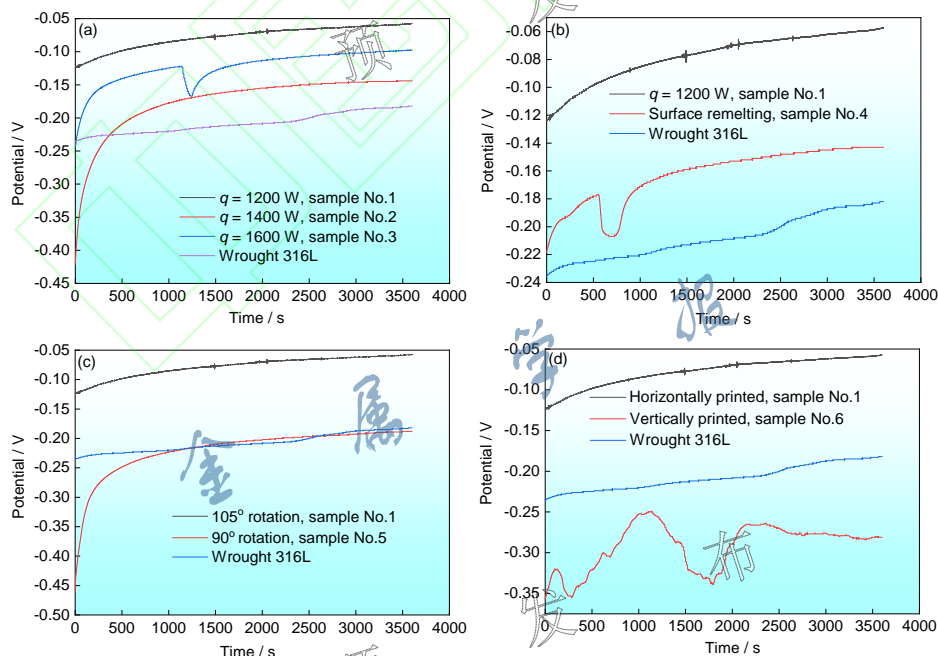 (a)
-0.05
-0.10
-0.15
-0.20
-0.25
-0.30
-0.35
-0.40
-0.45
Potential / V
q = 1200 W, sample No.1
q = 1400 W, sample No.2
q = 1600 W, sample No.3
Wrought 316L
0 500 1000 1500 2000 2500 3000 3500 4000
Time / s
(b)
-0.06
-0.08
-0.10
-0.12
-0.14
-0.16
-0.18
-0.20
-0.22
-0.24
Potential / V
q = 1200 W, sample No.1
Surface remelting, sample No.4
Wrought 316L
0 500 1000 1500 2000 2500 3000 3500 4000
Time / s
(c)
-0.05
-0.10
-0.15
-0.20
-0.25
-0.30
-0.35
-0.40
-0.45
-0.50
Potential / V
105° rotation, sample No.1
90° rotation, sample No.5
Wrought 316L
0 500 1000 1500 2000 2500 3000 3500 4000
Time / s
(d)
-0.05
-0.10
-0.15
-0.20
-0.25
-0.30
-0.35
Potential / V
Horizontally printed, sample No.1
Vertically printed, sample No.6
Wrought 316L
0 500 1000 1500 2000 2500 3000 3500 4000
Time / s
金属学报
预
发布